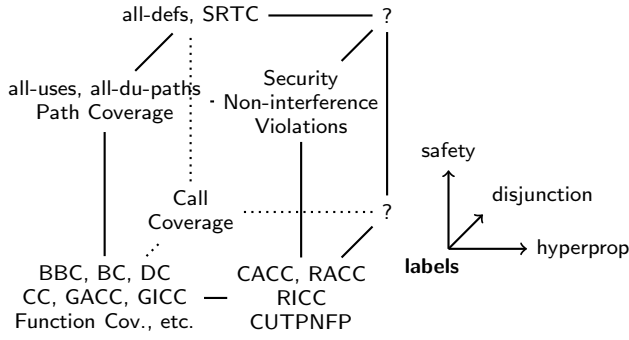 all-defs, SRTC
?
all-uses, all-du-paths
Path Coverage
Security
Non-interference
Violations
safety
disjunction
Call
Coverage
?
hyperprop
labels
BBC, BC, DC
CC, GACC, GICC
Function Cov., etc.
CACC, RACC
RICC
CUTPNFP